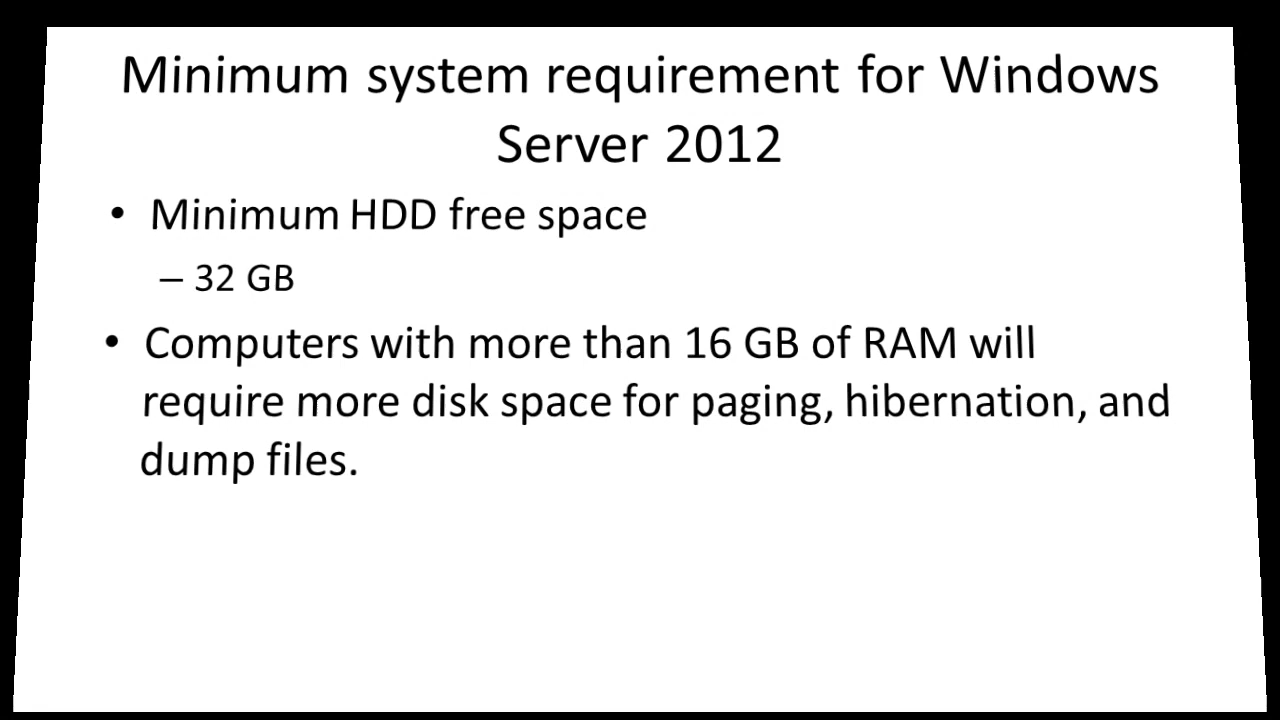 Minimum system requirement for Windows
Server 2012
• Minimum HDD free space
– 32 GB
• Computers with more than 16 GB of RAM will
require more disk space for paging, hibernation, and
dump files.